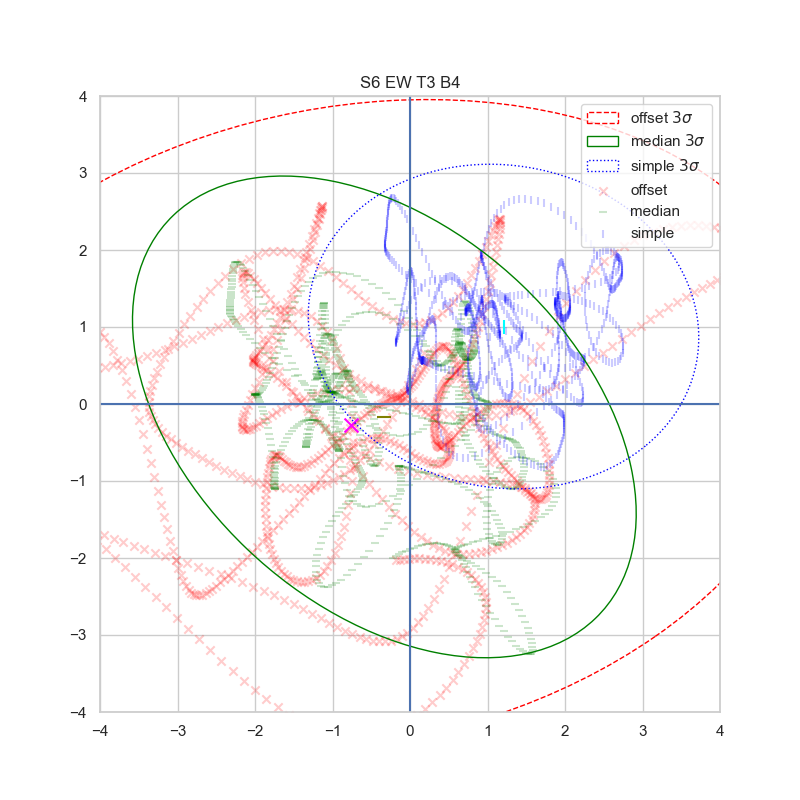 S6 EW T3 B4
offset 3σ
median 3σ
simple 3σ
offset
median
simple
4
3
2
1
0
−1
−2
−3
−4
−4 −3 −2 −1 0 1 2 3 4